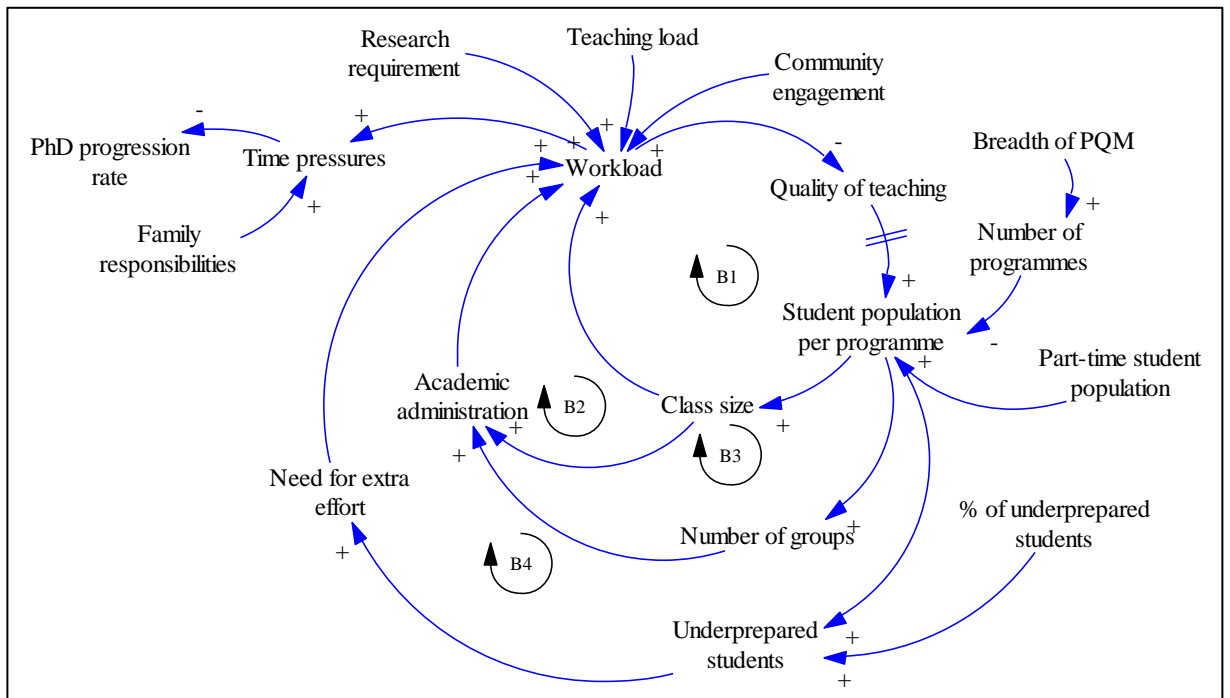 Research
requirement
Teaching load
Community
engagement
PhD progression
rate
-
Time pressures
+
Family
responsibilities
+
Workload
+
+
+
+
+
+
+
-
Quality of teaching
Breadth of PQM
+
Number of
programmes
-
B1
+
Student population
per programme
+
Part-time student
population
Academic
administration
+
+
B2
Class size
+
B3
Need for extra
effort
+
Number of groups
+
% of underprepared
students
B4
Underprepared
students
+
+